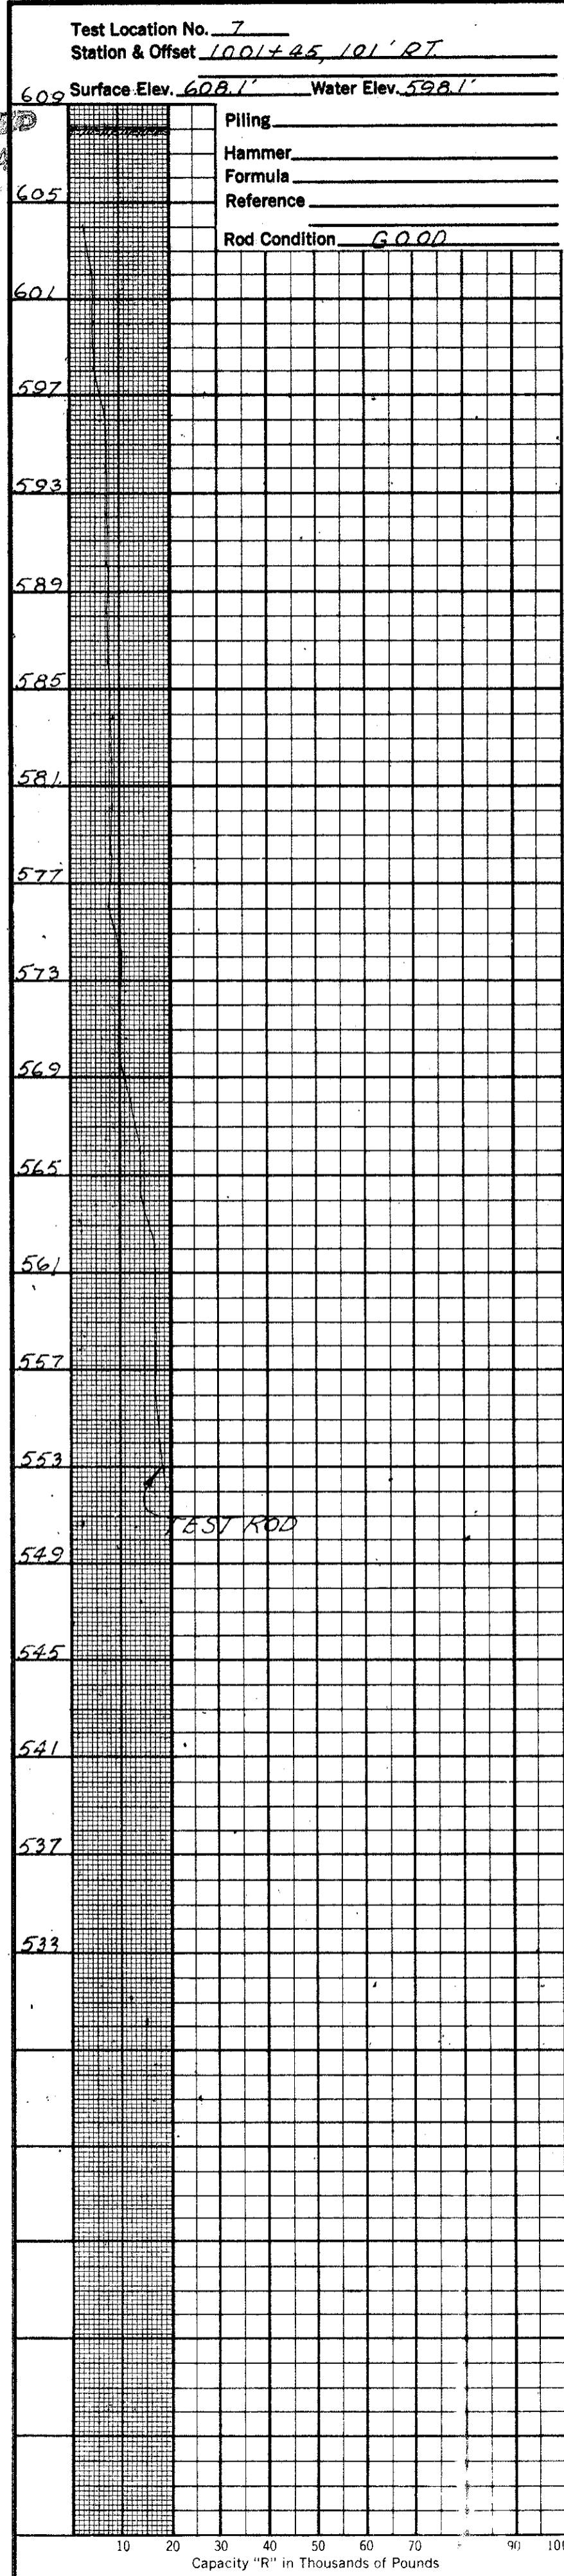 Test Location No. 7
Station & Offset 1001+45, 101' RT.
Surface Elev. 608.1' Water Elev. 598.1'
609
Piling
Hammer
Formula
605
Reference
Rod Condition GOOD
601
597
593
589
585
581
577
573
569
565
561
557
553
TEST ROD
549
545
541
537
533
10 20 30 40 50 60 70 90 100
Capacity "R" in Thousands of Pounds